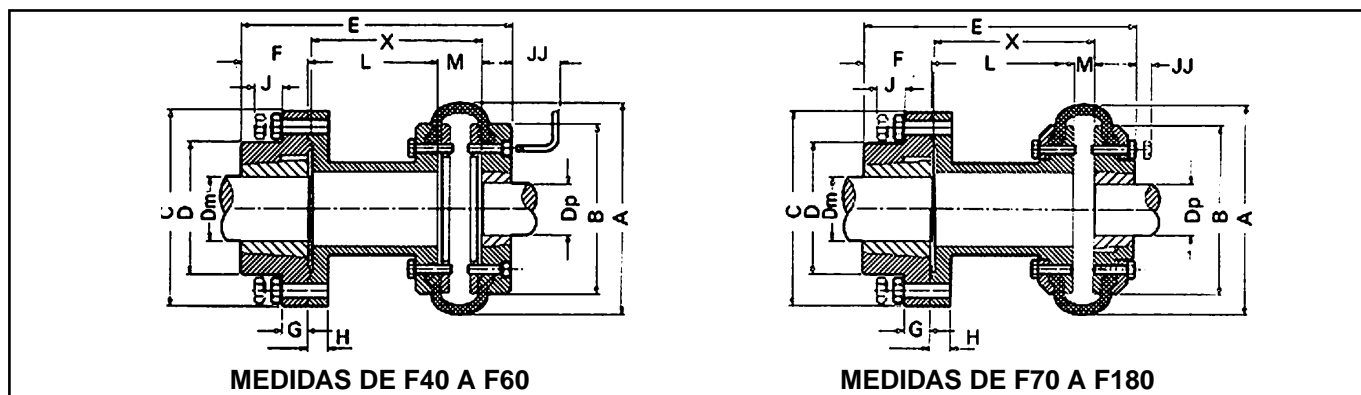 E
X
F
L
M
JJ
J
C
D
Dm
Dp
B
A
G
H
MEDIDAS DE F40 A F60
E
X
F
L
M
JJ
J
C
D
Dm
Dp
B
A
G
H
MEDIDAS DE F70 A F180